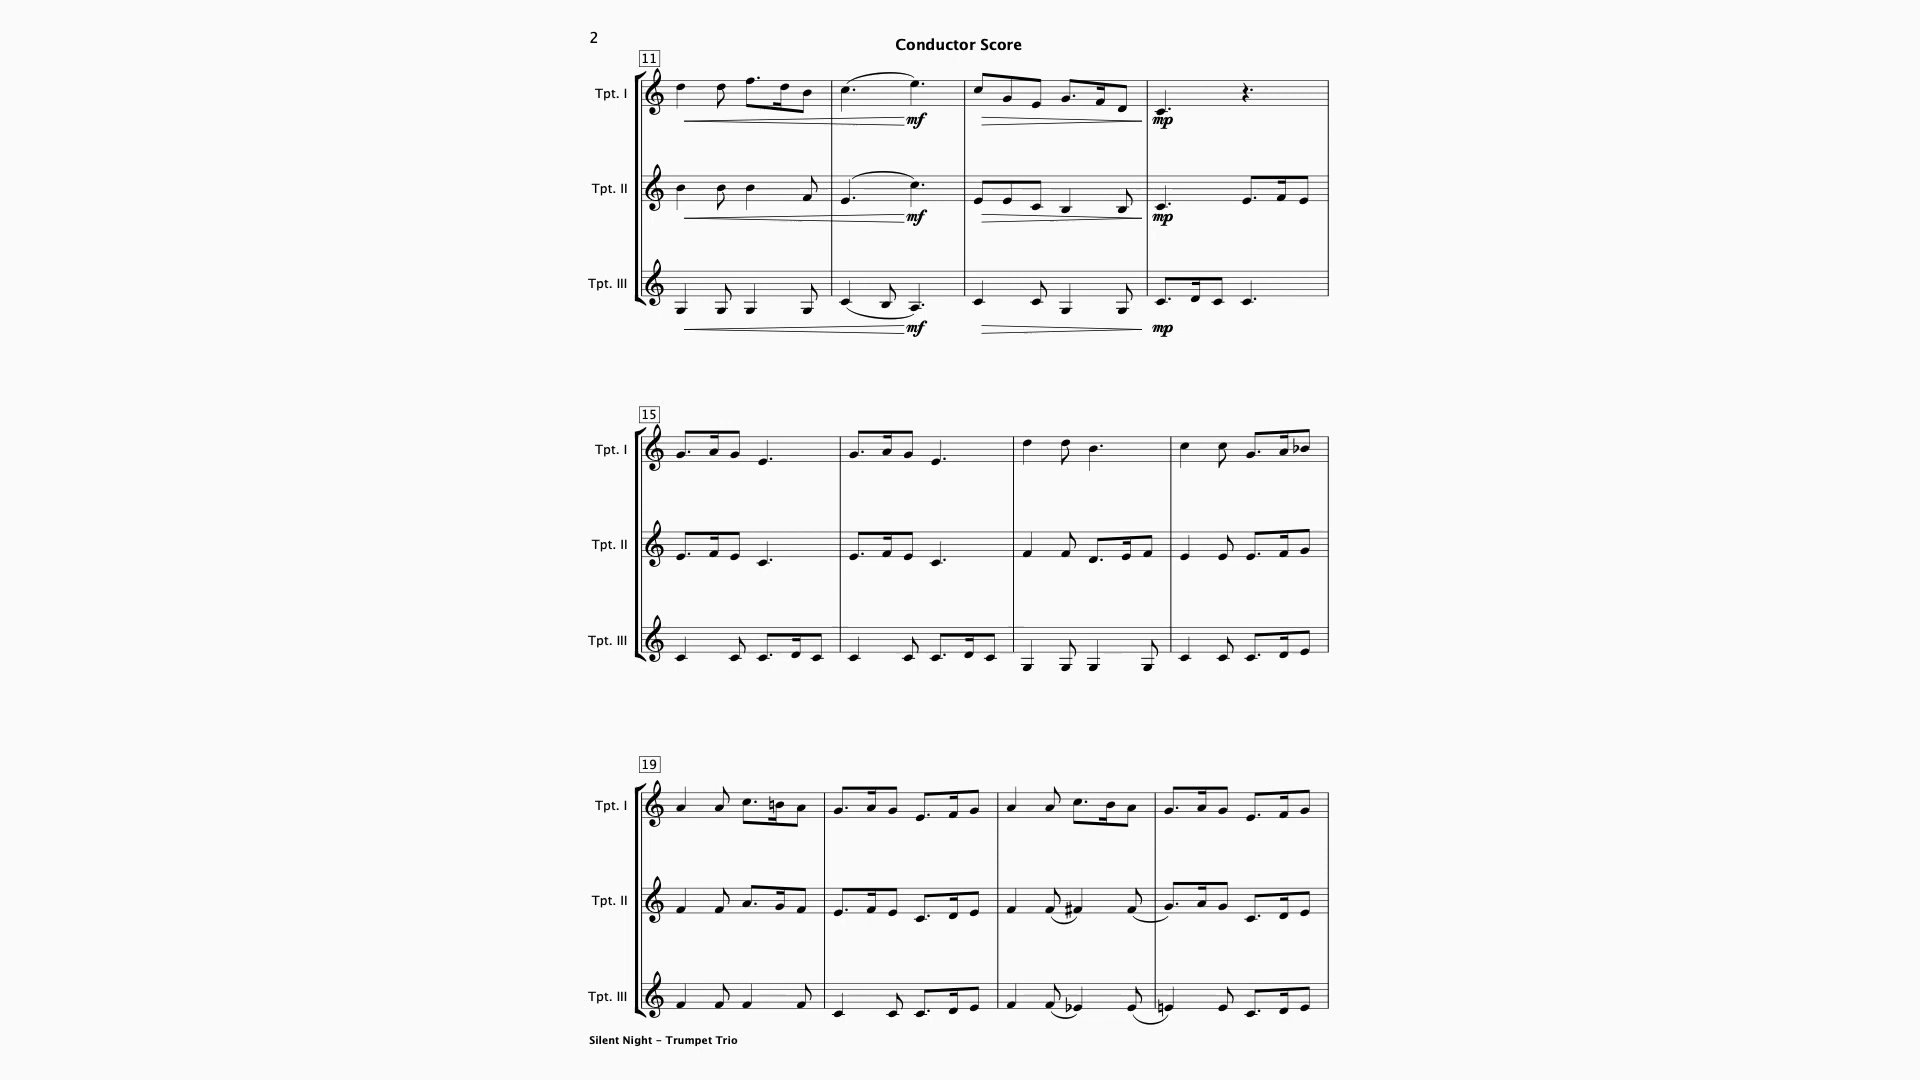 2
Conductor Score
11
Tpt. I
mf
mp
Tpt. II
mf
mp
Tpt. III
mf
mp
15
Tpt. I
Tpt. II
Tpt. III
19
Tpt. I
Tpt. II
Tpt. III
Silent Night – Trumpet Trio